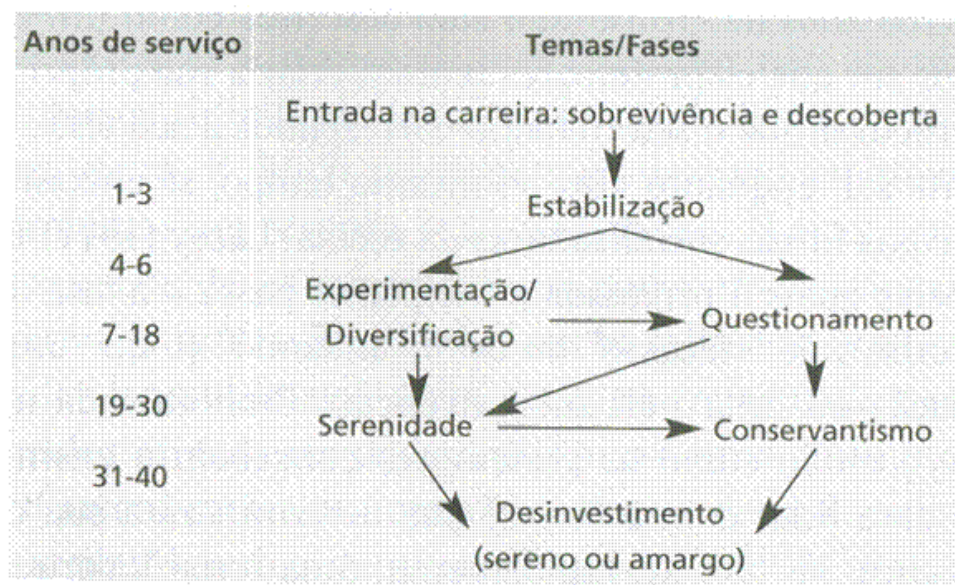 Anos de serviço
Temas/Fases
Entrada na carreira: sobrevivência e descoberta
1-3
Estabilização
4-6
Experimentação/
Diversificação
7-18
Questionamento
19-30
Serenidade
Conservantismo
31-40
Desinvestimento
(sereno ou amargo)